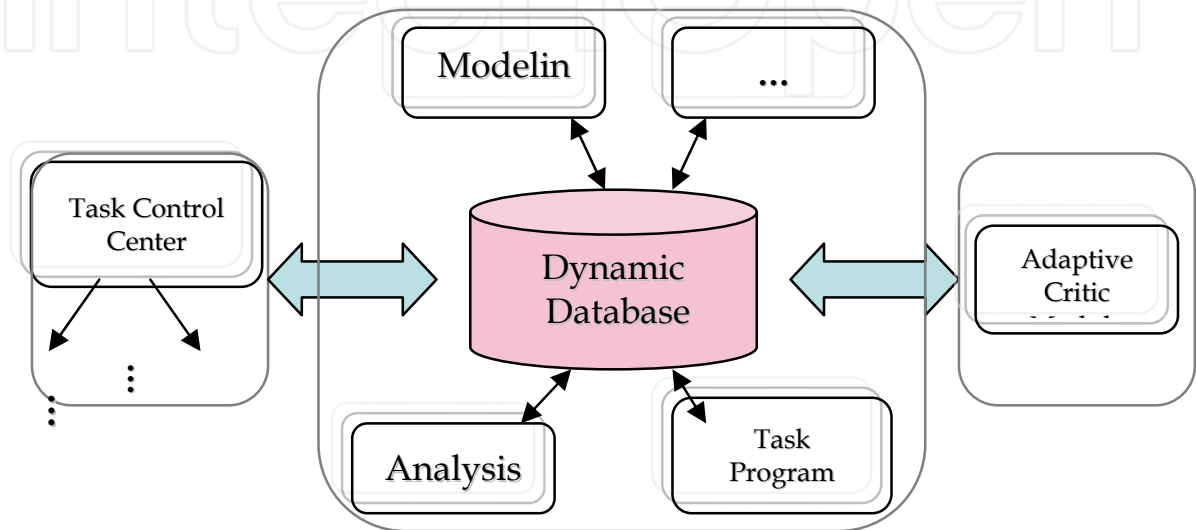 Modelin
...
Task Control
Center
Dynamic
Database
Adaptive
Critic
Analysis
Task
Program